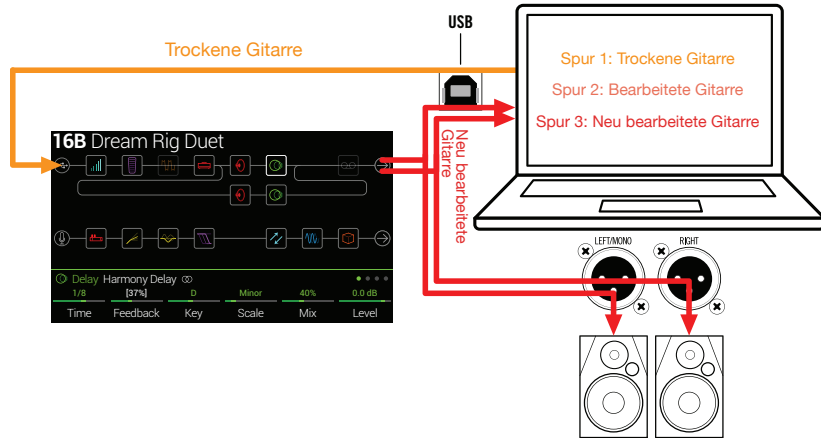 USB
Trockene Gitarre
Spur 1: Trockene Gitarre
Spur 2: Bearbeitete Gitarre
Spur 3: Neu bearbeitete Gitarre
Neu bearbeitete
Gitarre
16B Dream Rig Duet
Delay Harmony Delay
1/8 [37%] D Minor 40% 0.0 dB
Time Feedback Key Scale Mix Level
LEFT/MONO RIGHT